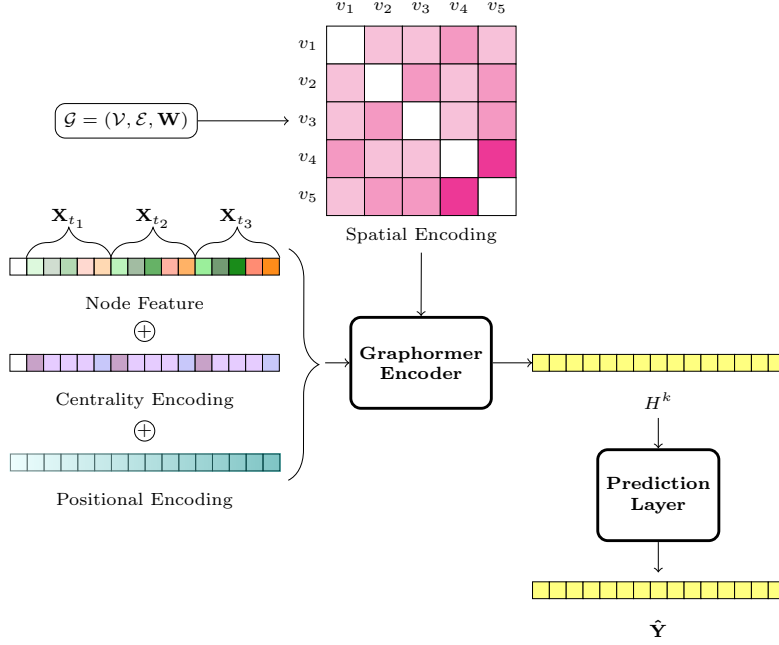 v₁ v₂ v₃ v₄ v₅
v₁
v₂
v₃
v₄
v₅
𝒢 = (𝒱, ℰ, 𝐖)
Spatial Encoding
𝐗ₜ₁ 𝐗ₜ₂ 𝐗ₜ₃
Node Feature
⊕
Centrality Encoding
⊕
Positional Encoding
Graphormer
Encoder
Hᵏ
Prediction
Layer
𝐘̂